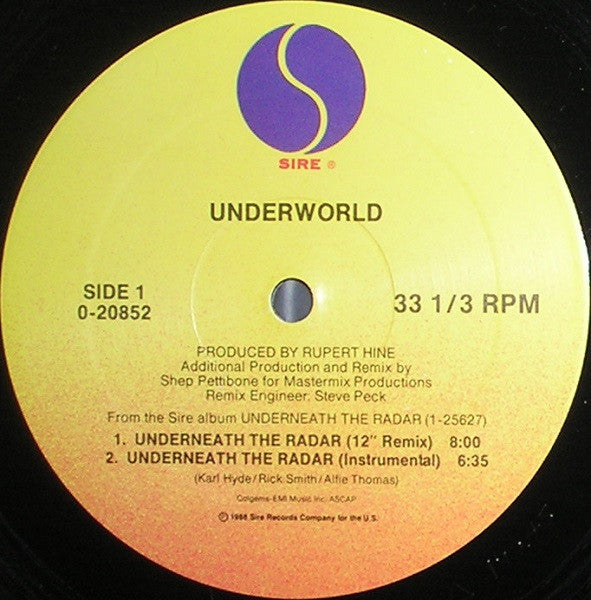 SIRE ®
UNDERWORLD
SIDE 1
0-20852
33 1/3 RPM
PRODUCED BY RUPERT HINE
Additional Production and Remix by
Shep Pettibone for Mastermix Productions
Remix Engineer, Steve Peck
From the Sire album UNDERNEATH THE RADAR (1-25627)
1. UNDERNEATH THE RADAR (12" Remix) 8:00
2. UNDERNEATH THE RADAR (Instrumental) 6:35
(Karl Hyde/Rick Smith/Alfie Thomas)
Colgems-EMI Music Inc. ASCAP
℗ © 1988 Sire Records Company for the U.S.